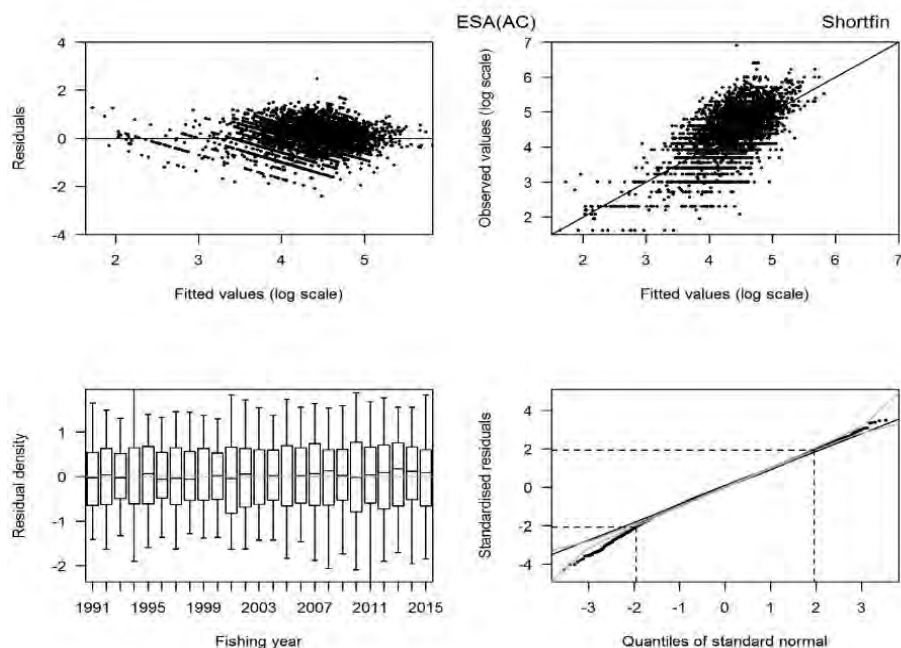 ESA(AC) Shortfin
4
2
0
-2
-4
Residuals
2 3 4 5
Fitted values (log scale)
7
6
5
4
3
2
Observed values (log scale)
2 3 4 5 6 7
Fitted values (log scale)
1
0
-1
-2
Residual density
1991 1995 1999 2003 2007 2011 2015
Fishing year
4
2
0
-2
-4
Standardised residuals
-3 -2 -1 0 1 2 3
Quantiles of standard normal